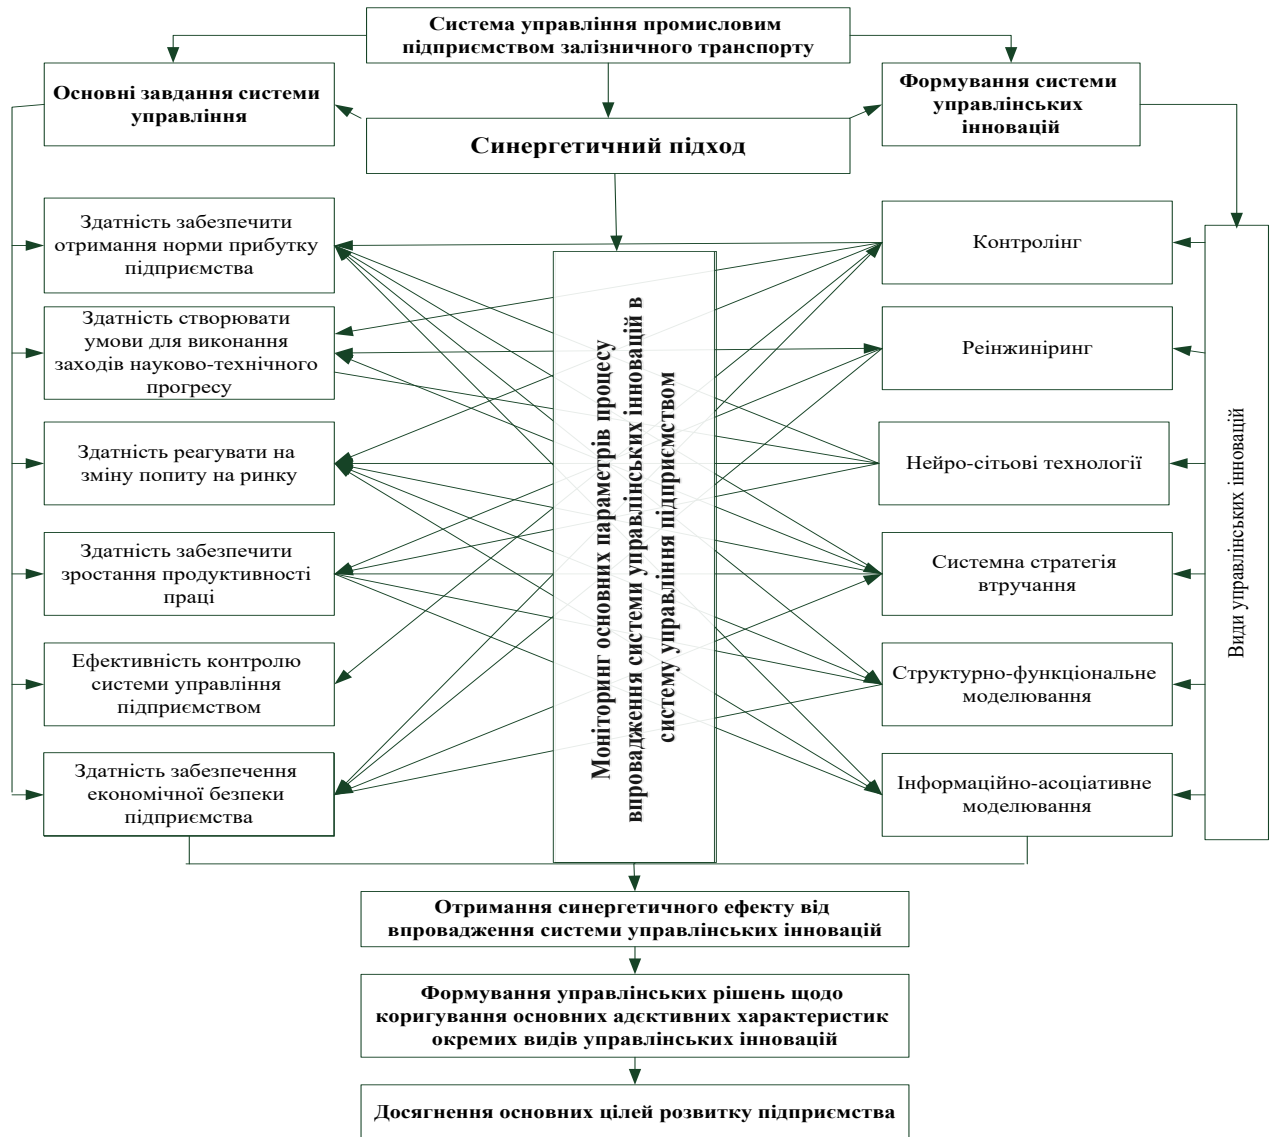 Система управління промисловим
підприємством залізничного транспорту
Основні завдання системи
управління
Формування системи
управлінських
інновацій
Синергетичний підход
Здатність забезпечити
отримання норми прибутку
підприємства
Здатність створювати
умови для виконання
заходів науково-технічного
прогресу
Здатність реагувати на
зміну попиту на ринку
Здатність забезпечити
зростання продуктивності
праці
Ефективність контролю
системи управління
підприємством
Здатність забезпечення
економічної безпеки
підприємства
Моніторинг основних параметрів процесу
впровадження системи управлінських інновацій в
систему управління підприємством
Контролінг
Реінжиніринг
Нейро-сітьові технології
Системна стратегія
втручання
Структурно-функціональне
моделювання
Інформаційно-асоціативне
моделювання
Види управлінських інновацій
Отримання синергетичного ефекту від
впровадження системи управлінських інновацій
Формування управлінських рішень щодо
коригування основних адєктивних характеристик
окремих видів управлінських інновацій
Досягнення основних цілей розвитку підприємства